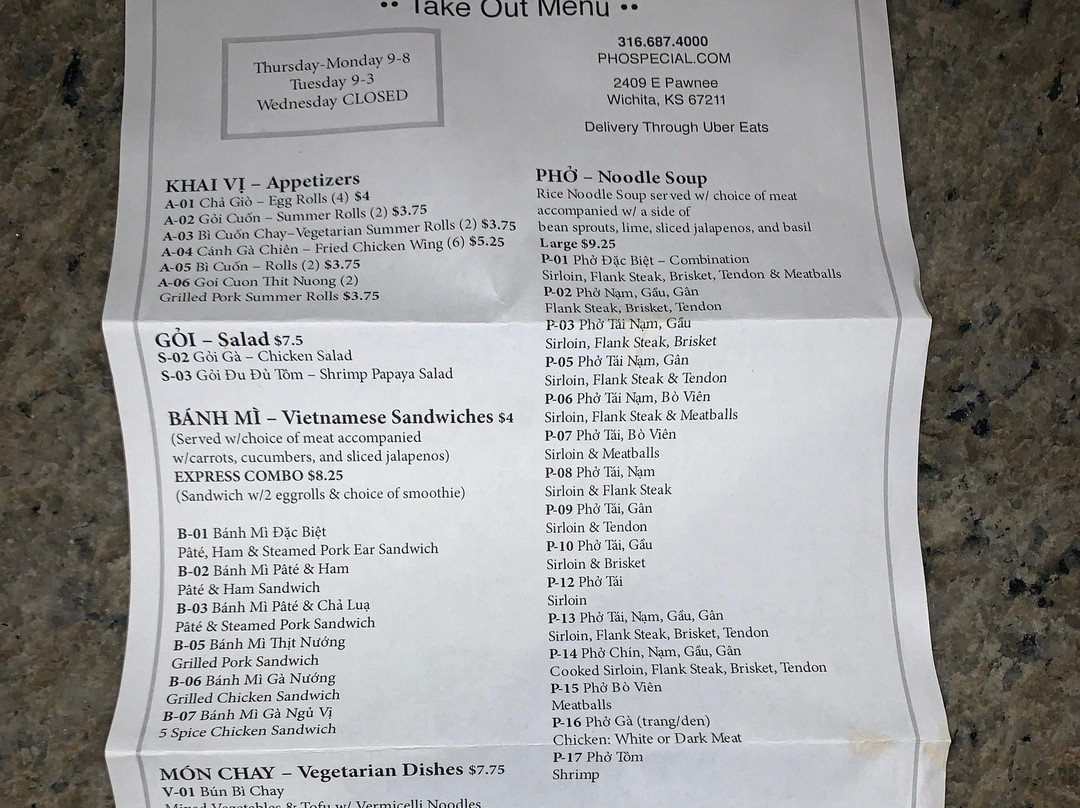 •• Take Out Menu ••
Thursday-Monday 9-8
Tuesday 9-3
Wednesday CLOSED
316.687.4000
PHOSPECIAL.COM
2409 E Pawnee
Wichita, KS 67211
Delivery Through Uber Eats
KHAI VỊ – Appetizers
A-01 Chả Giò – Egg Rolls (4) $4
A-02 Gỏi Cuốn – Summer Rolls (2) $3.75
A-03 Bì Cuốn Chay–Vegetarian Summer Rolls (2) $3.75
A-04 Cánh Gà Chiên – Fried Chicken Wing (6) $5.25
A-05 Bì Cuốn – Rolls (2) $3.75
A-06 Goi Cuon Thit Nuong (2)
Grilled Pork Summer Rolls $3.75
GỎI – Salad $7.5
S-02 Gỏi Gà – Chicken Salad
S-03 Gỏi Đu Đủ Tôm – Shrimp Papaya Salad
BÁNH MÌ – Vietnamese Sandwiches $4
(Served w/choice of meat accompanied
w/carrots, cucumbers, and sliced jalapenos)
EXPRESS COMBO $8.25
(Sandwich w/2 eggrolls & choice of smoothie)
B-01 Bánh Mì Đặc Biệt
Pâté, Ham & Steamed Pork Ear Sandwich
B-02 Bánh Mì Pâté & Ham
Pâté & Ham Sandwich
B-03 Bánh Mì Pâté & Chả Luạ
Pâté & Steamed Pork Sandwich
B-05 Bánh Mì Thịt Nướng
Grilled Pork Sandwich
B-06 Bánh Mì Gà Nướng
Grilled Chicken Sandwich
B-07 Bánh Mì Gà Ngủ Vị
5 Spice Chicken Sandwich
MÓN CHAY – Vegetarian Dishes $7.75
V-01 Bún Bì Chay
Mixed Vegetables & Tofu w/ Vermicelli Noodles
PHỞ – Noodle Soup
Rice Noodle Soup served w/ choice of meat
accompanied w/ a side of
bean sprouts, lime, sliced jalapenos, and basil
Large $9.25
P-01 Phở Đặc Biệt – Combination
Sirloin, Flank Steak, Brisket, Tendon & Meatballs
P-02 Phở Nạm, Gầu, Gân
Flank Steak, Brisket, Tendon
P-03 Phở Tái Nạm, Gầu
Sirloin, Flank Steak, Brisket
P-05 Phở Tái Nạm, Gân
Sirloin, Flank Steak & Tendon
P-06 Phở Tái Nạm, Bò Viên
Sirloin, Flank Steak & Meatballs
P-07 Phở Tái, Bò Viên
Sirloin & Meatballs
P-08 Phở Tái, Nạm
Sirloin & Flank Steak
P-09 Phở Tái, Gân
Sirloin & Tendon
P-10 Phở Tái, Gầu
Sirloin & Brisket
P-12 Phở Tái
Sirloin
P-13 Phở Tái, Nạm, Gầu, Gân
Sirloin, Flank Steak, Brisket, Tendon
P-14 Phở Chín, Nạm, Gầu, Gân
Cooked Sirloin, Flank Steak, Brisket, Tendon
P-15 Phở Bò Viên
Meatballs
P-16 Phở Gà (trang/den)
Chicken: White or Dark Meat
P-17 Phở Tôm
Shrimp